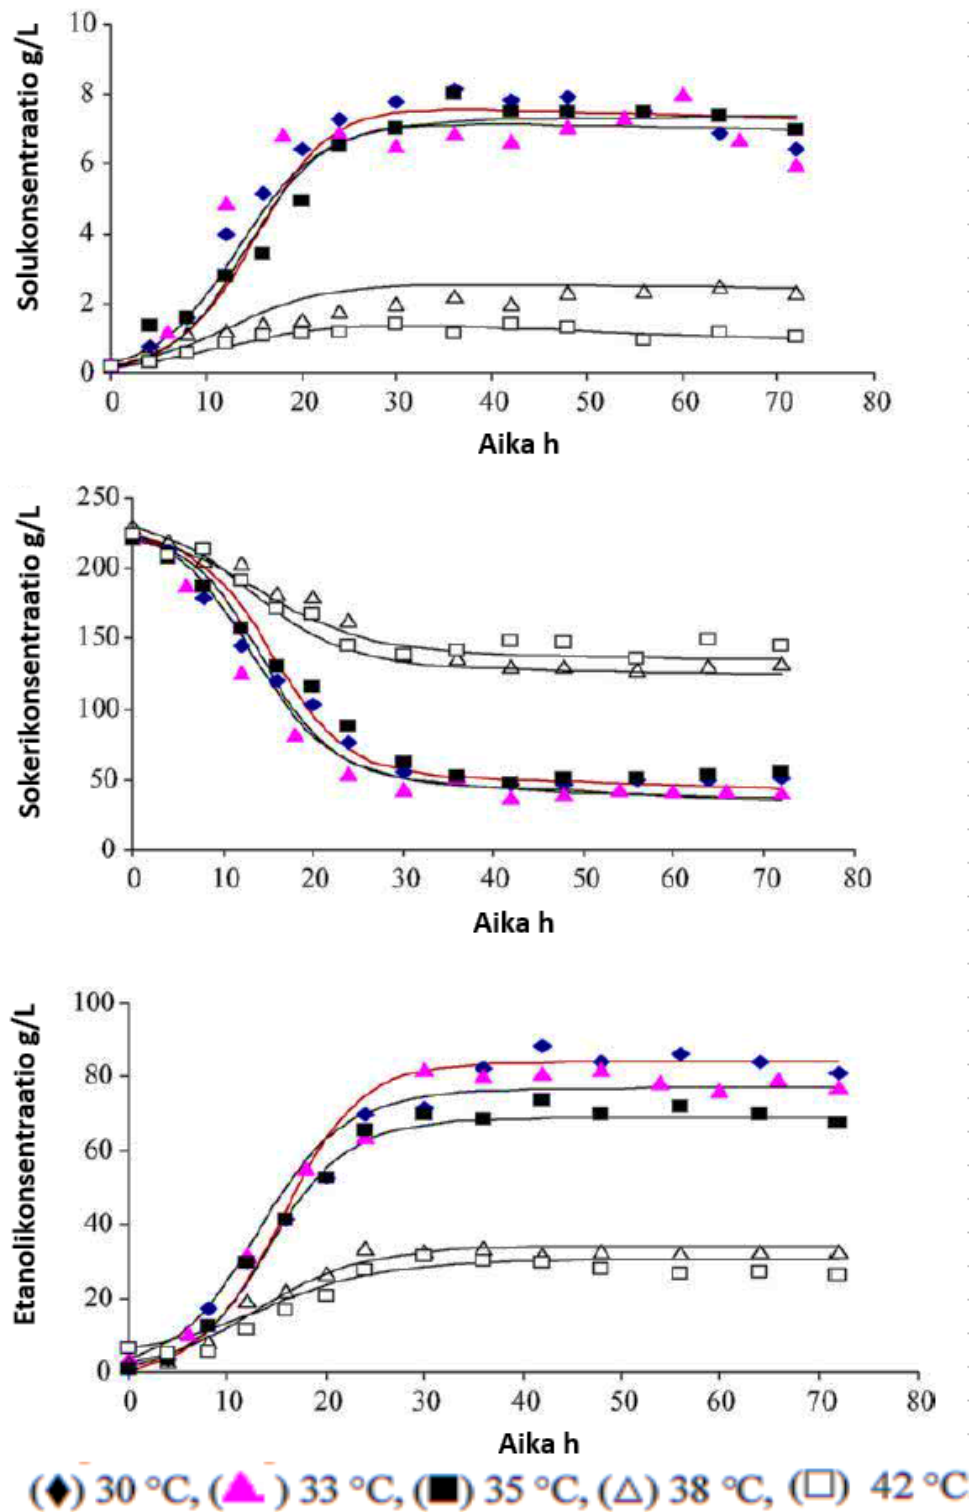 Solukonsentraatio g/L
10
8
6
4
2
0
0 10 20 30 40 50 60 70 80
Aika h
Sokerikonsentraatio g/L
250
200
150
100
50
0
0 10 20 30 40 50 60 70 80
Aika h
Etanolikonsentraatio g/L
100
80
60
40
20
0
0 10 20 30 40 50 60 70 80
Aika h
(◆) 30 °C, (▲) 33 °C, (■) 35 °C, (△) 38 °C, (□) 42 °C